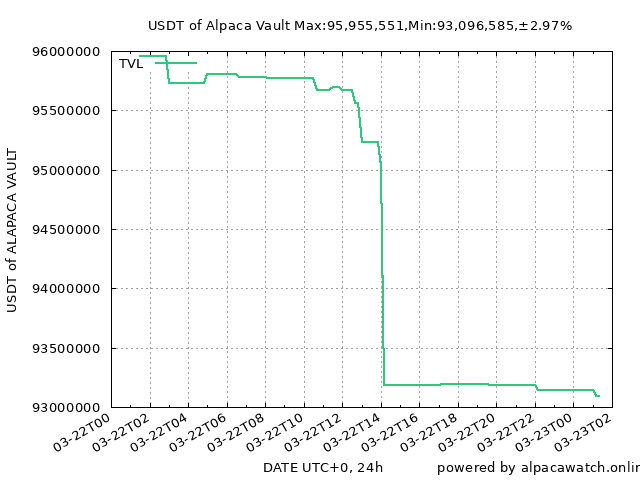 USDT of Alpaca Vault Max:95,955,551,Min:93,096,585,±2.97%
TVL
96000000
95500000
95000000
94500000
94000000
93500000
93000000
USDT of ALAPACA VAULT
03-22T00
03-22T02
03-22T04
03-22T06
03-22T08
03-22T10
03-22T12
03-22T14
03-22T16
03-22T18
03-22T20
03-22T22
03-23T00
03-23T02
DATE UTC+0, 24h
powered by alpacawatch.onlin